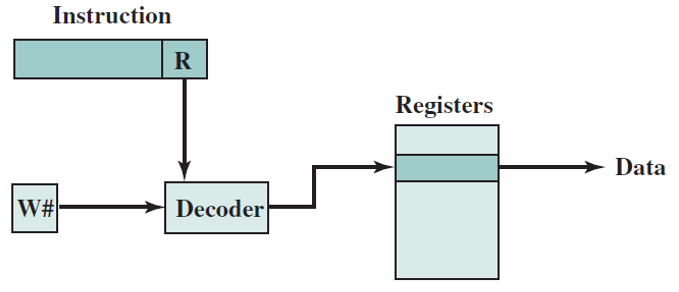 Instruction
R
Registers
Data
W#
Decoder